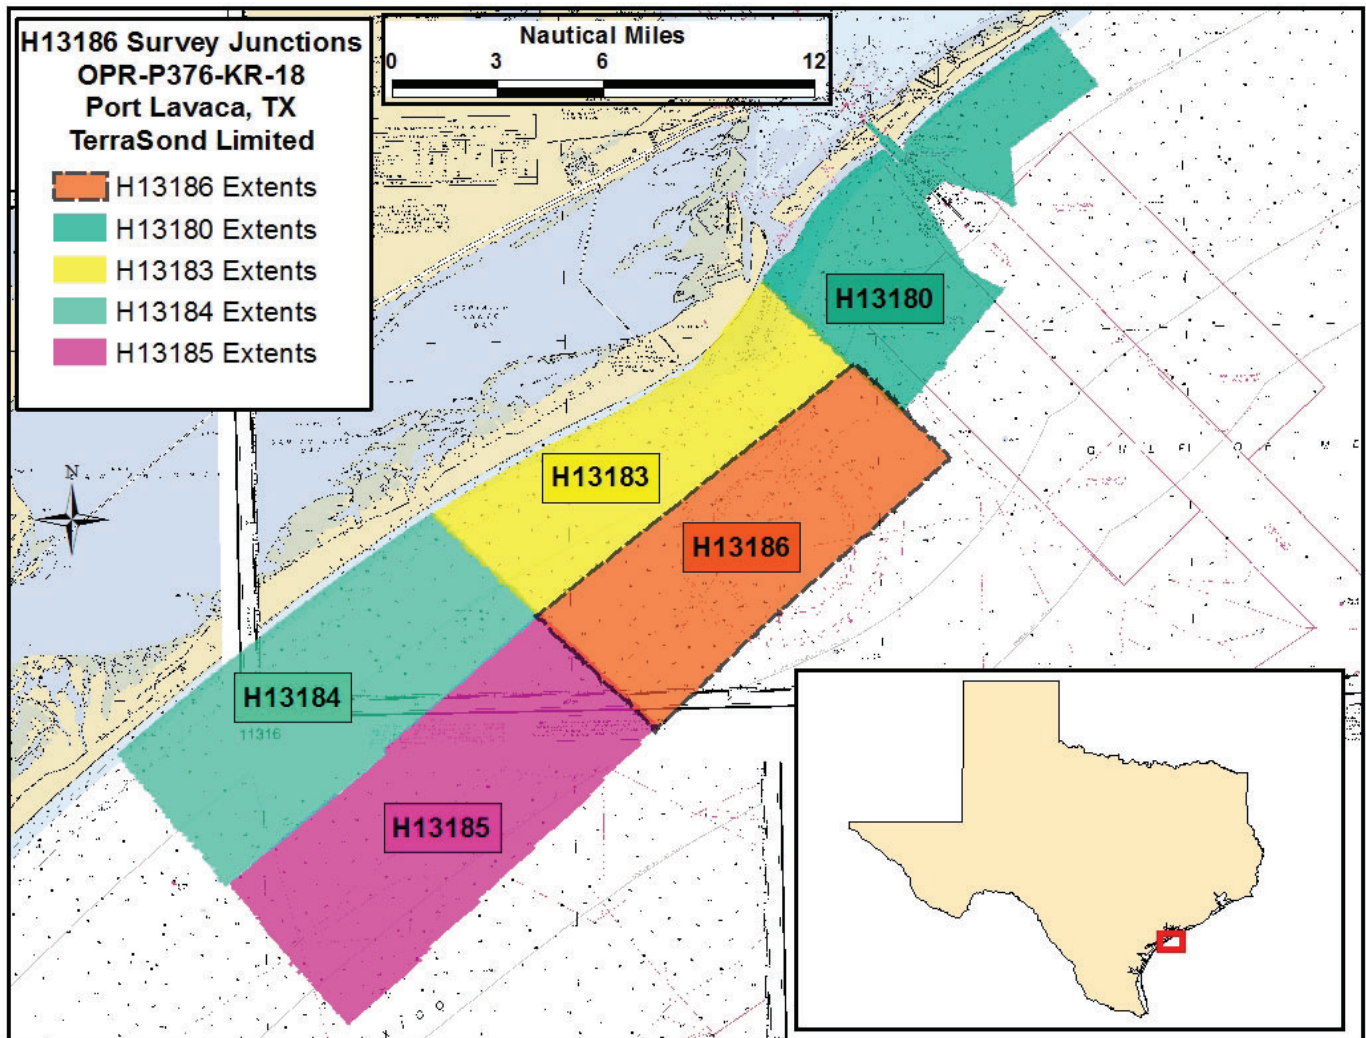 H13186 Survey Junctions
OPR-P376-KR-18
Port Lavaca, TX
TerraSond Limited
H13186 Extents
H13180 Extents
H13183 Extents
H13184 Extents
H13185 Extents
Nautical Miles
0 3 6 12
H13180
H13183
H13186
N
H13184
11316
H13185